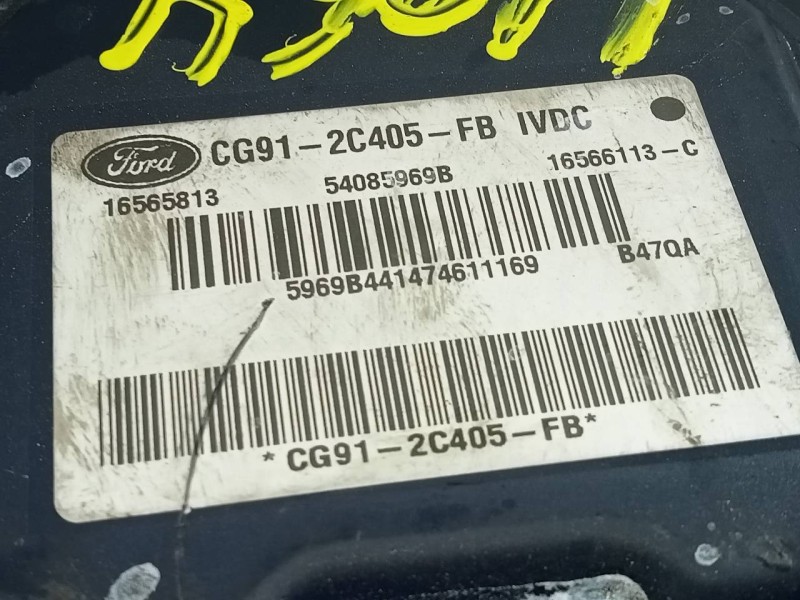 Ford CG91-2C405-FB IVDC
16565813 54085969B 16566113-C
5969B441474611169 B47QA
*CG91-2C405-FB*